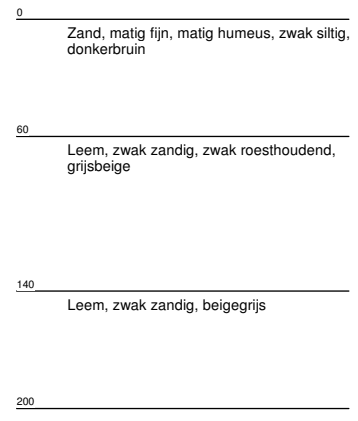 0
Zand, matig fijn, matig humeus, zwak siltig,
donkerbruin
60
Leem, zwak zandig, zwak roesthoudend,
grijsbeige
140
Leem, zwak zandig, beigegrijs
200